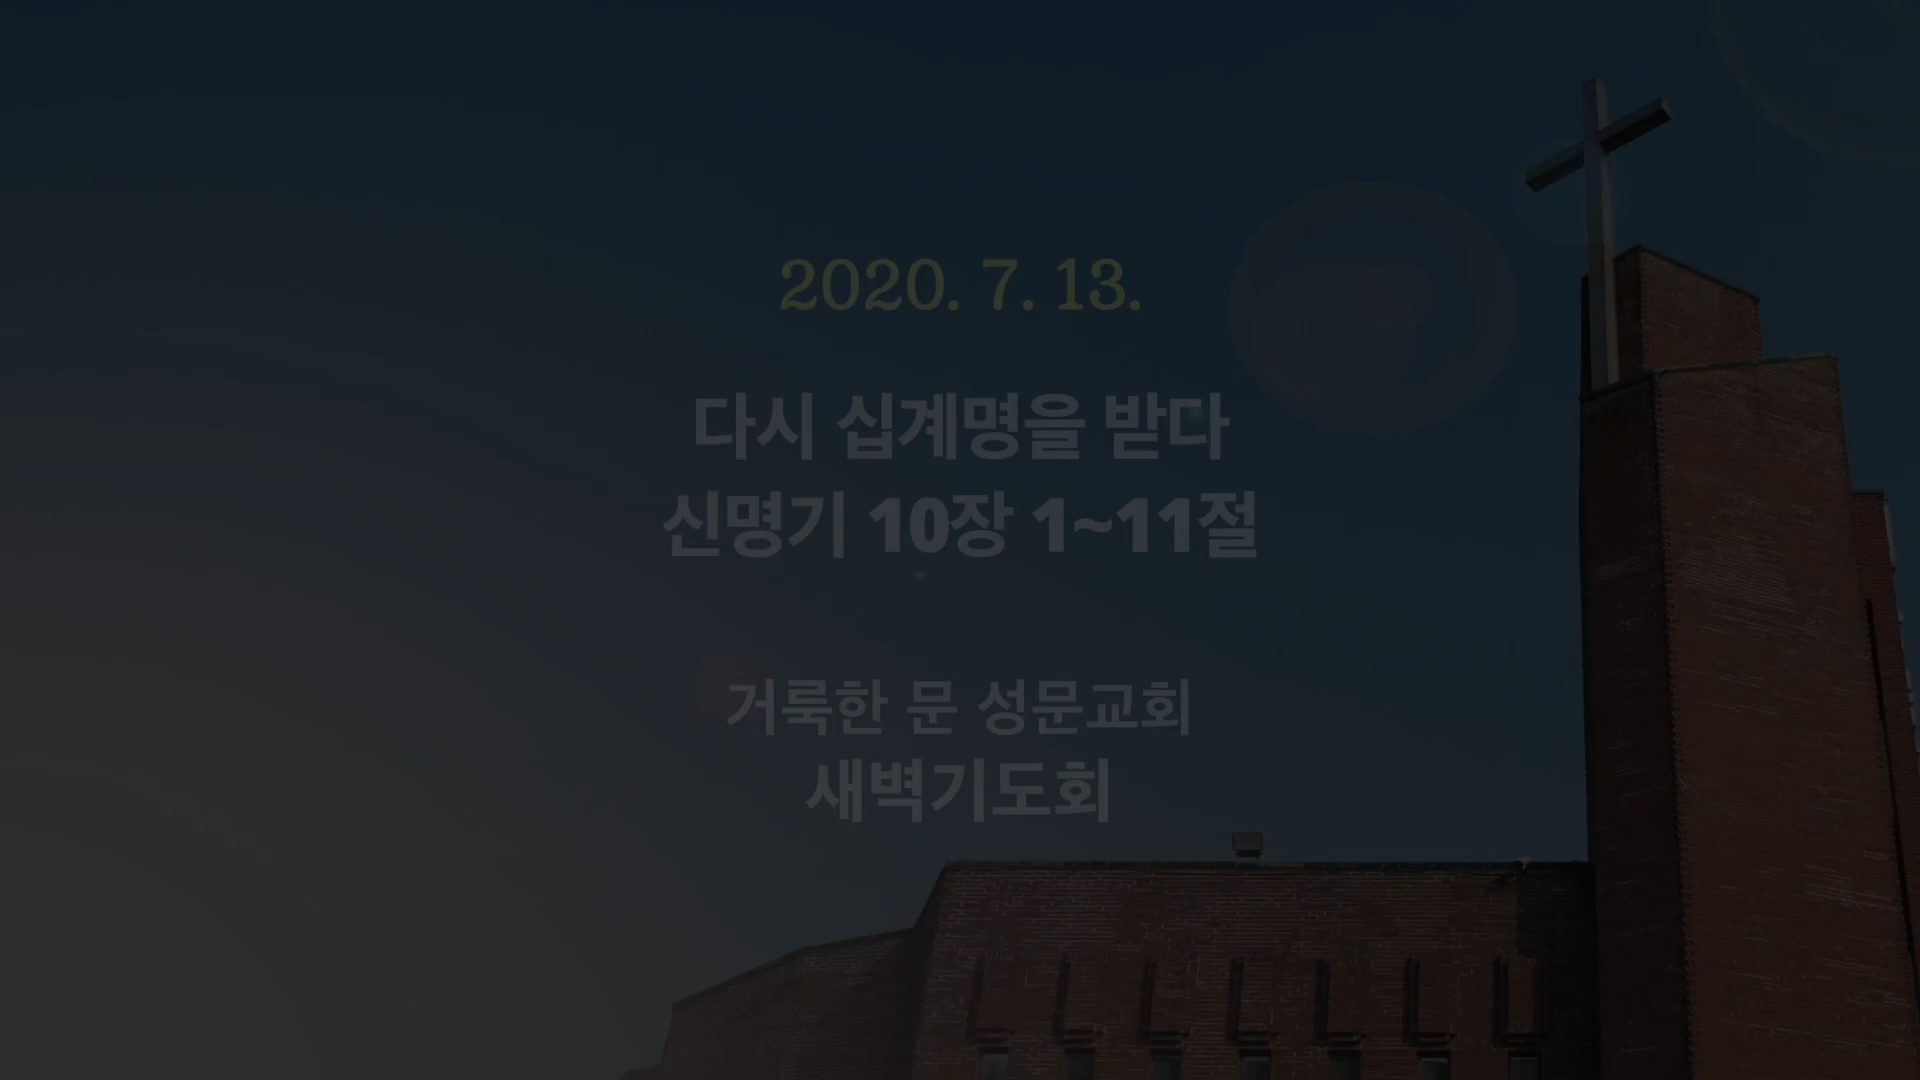 2020. 7. 13.
다시 십계명을 받다
신명기 10장 1~11절
거룩한 문 성문교회
새벽기도회